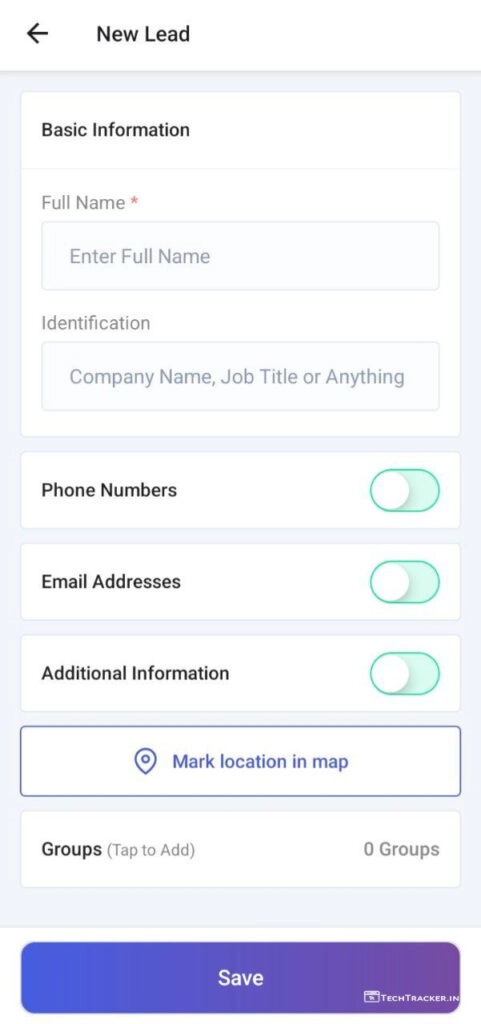 New Lead
Basic Information
Full Name *
Enter Full Name
Identification
Company Name, Job Title or Anything
Phone Numbers
Email Addresses
Additional Information
Mark location in map
Groups (Tap to Add) 0 Groups
Save
TECHTRACKER.IN